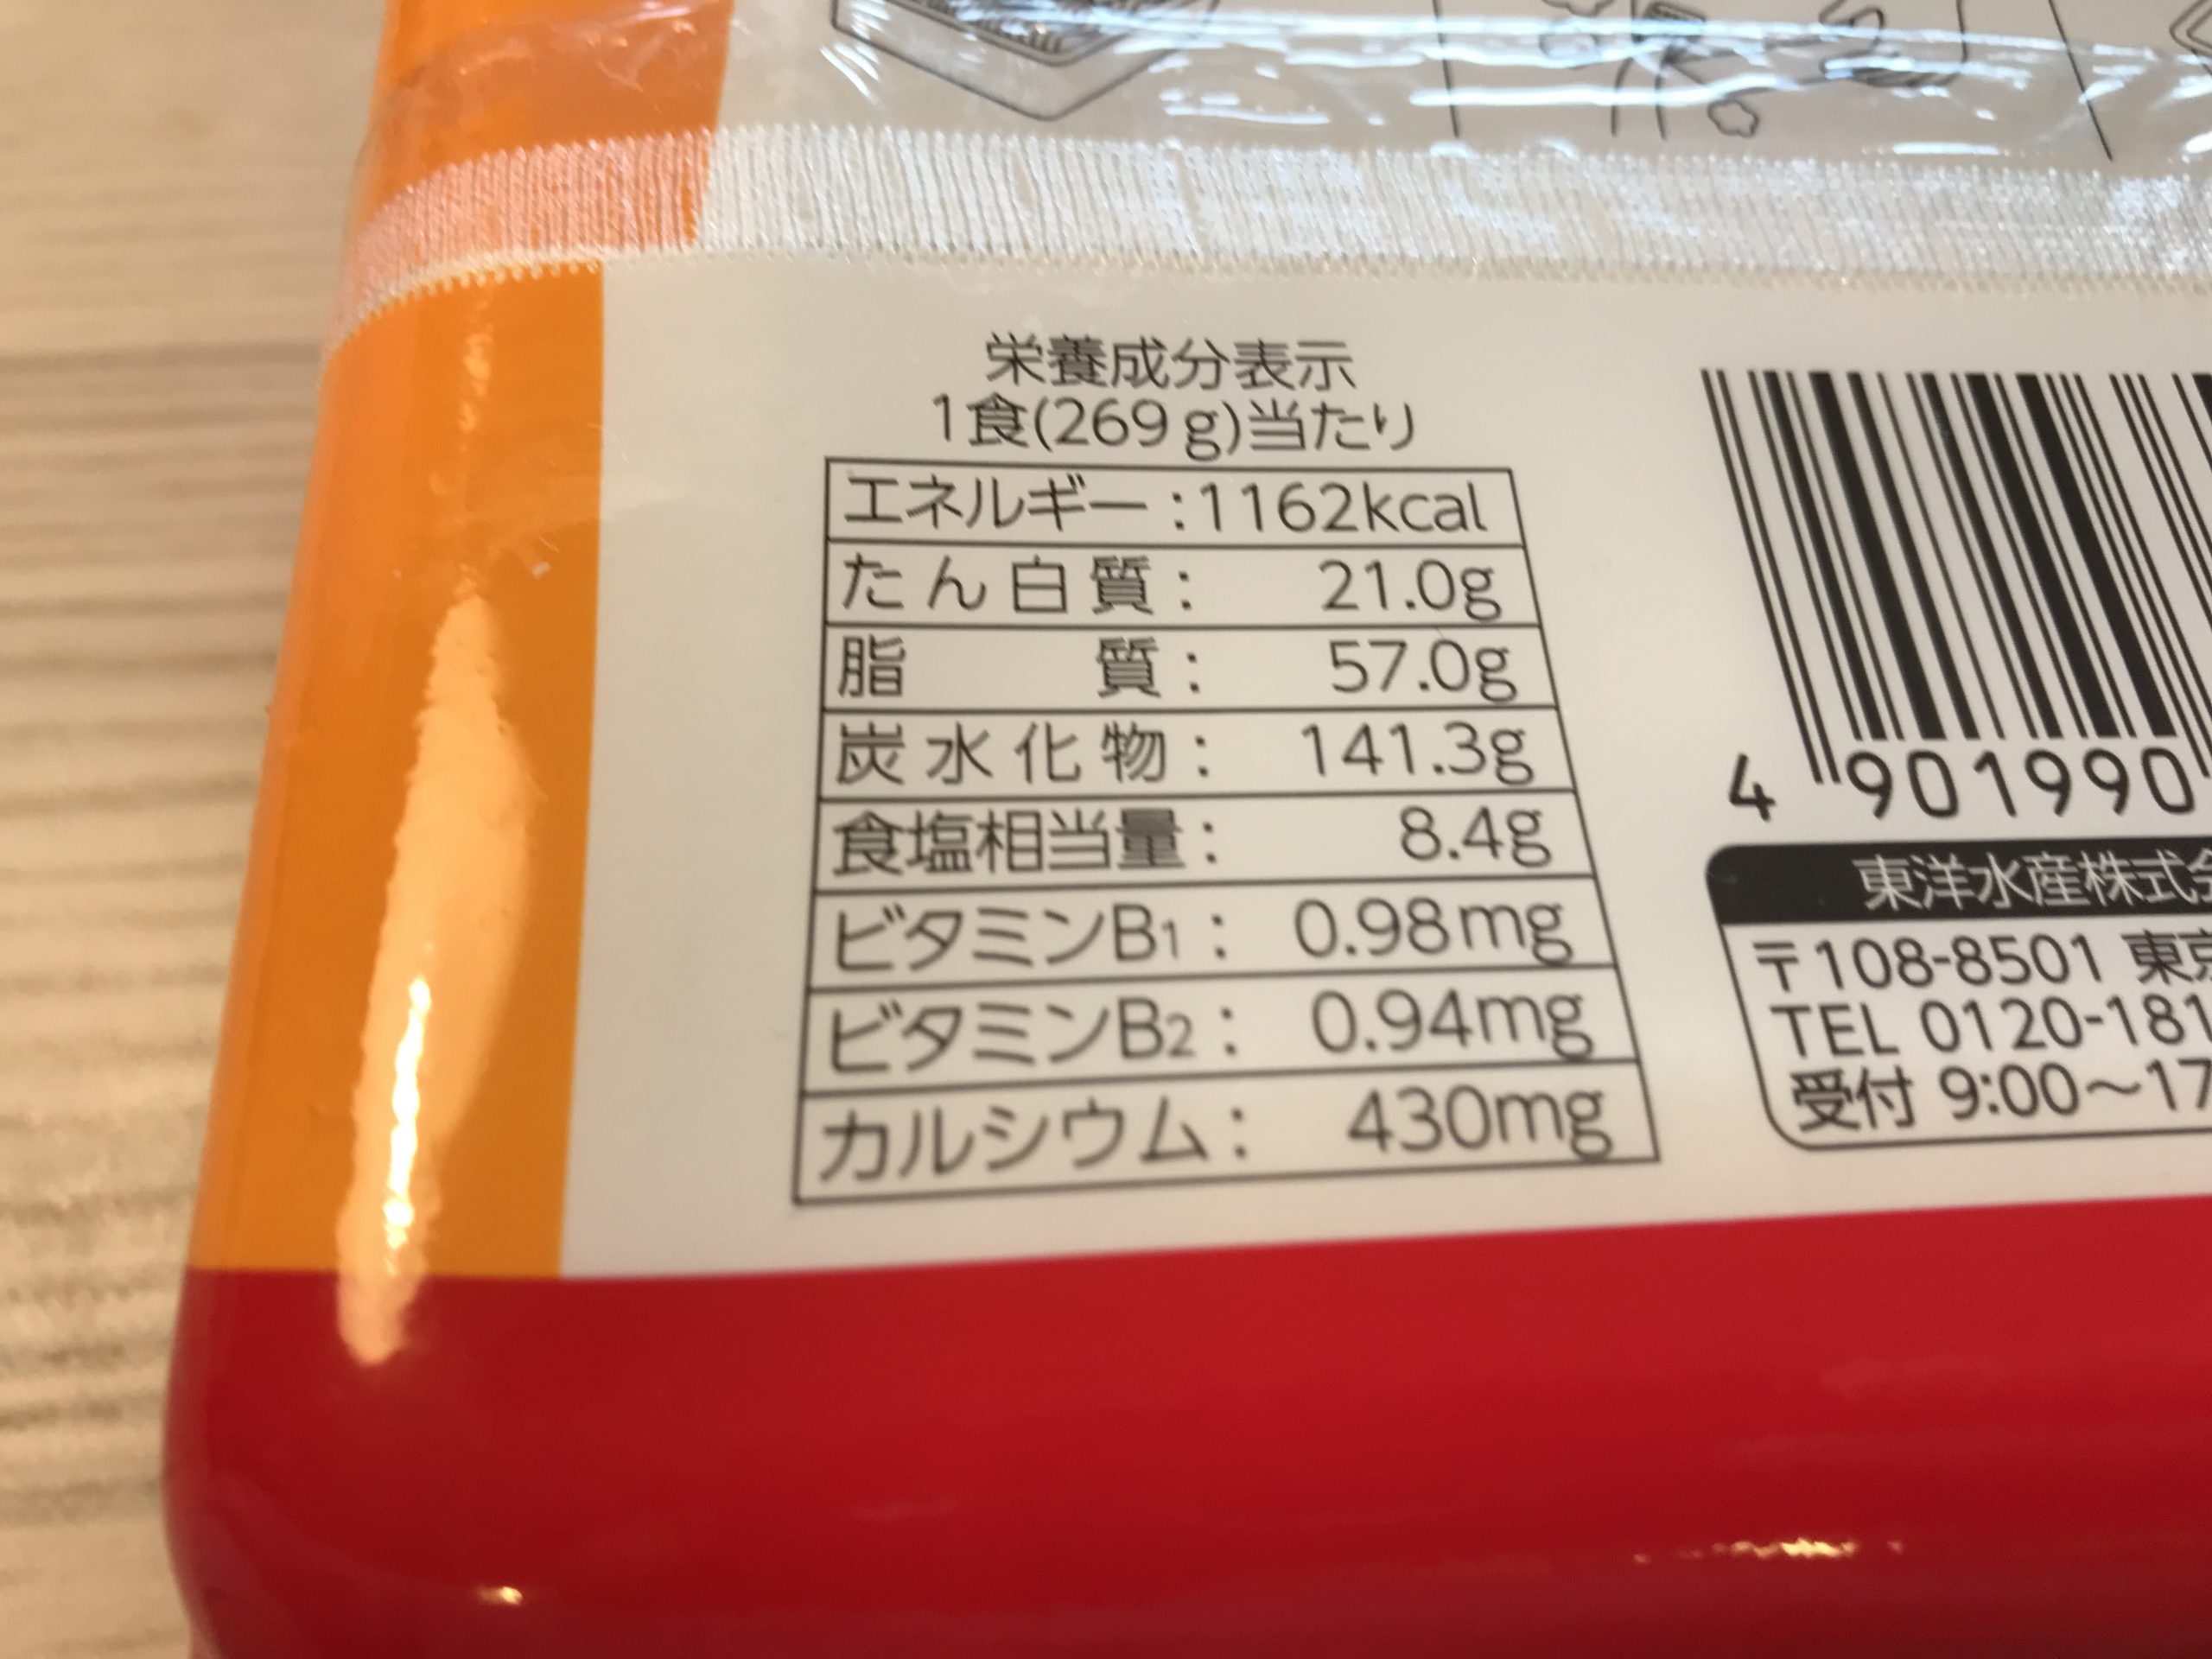 栄養成分表示
1食(269g)当たり
エネルギー:1162kcal
たん白質: 21.0g
脂質: 57.0g
炭水化物: 141.3g
食塩相当量: 8.4g
ビタミンB1: 0.98mg
ビタミンB2: 0.94mg
カルシウム: 430mg
4 901990
東洋水産株式会
〒108-8501 東京
TEL 0120-181
受付 9:00〜17